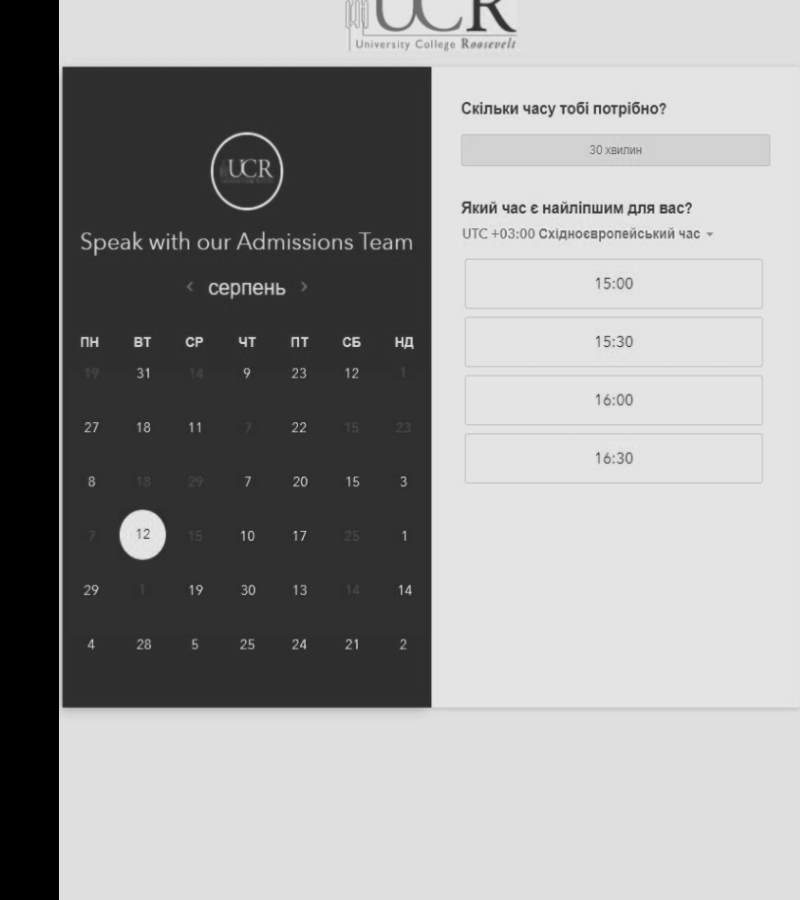 UCR
University College Roosevelt
UCR
Speak with our Admissions Team
< серпень >
ПН ВТ СР ЧТ ПТ СБ НД
19 31 14 9 23 12 1
27 18 11 7 22 15 23
8 18 29 7 20 15 3
7 12 15 10 17 25 1
29 1 19 30 13 14 14
4 28 5 25 24 21 2
Скільки часу тобі потрібно?
30 хвилин
Який час є найліпшим для вас?
UTC +03:00 Східноєвропейський час
15:00
15:30
16:00
16:30